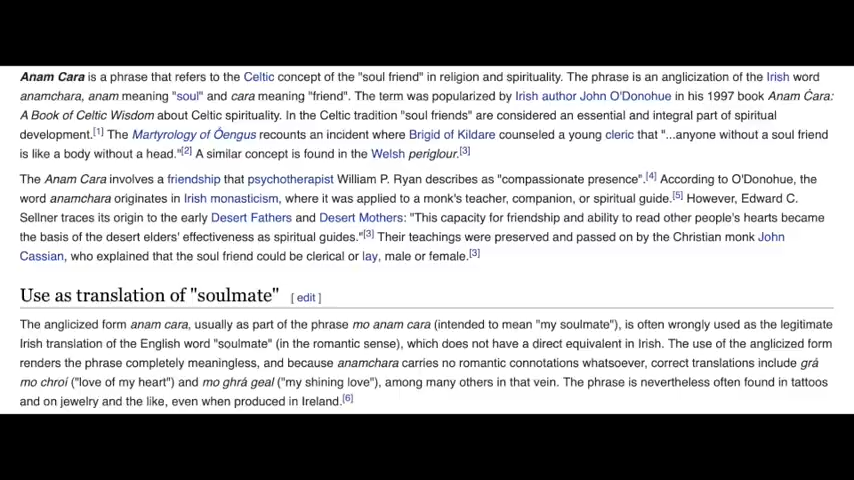 Anam Cara is a phrase that refers to the Celtic concept of the "soul friend" in religion and spirituality. The phrase is an anglicization of the Irish word
anamchara, anam meaning "soul" and cara meaning "friend". The term was popularized by Irish author John O'Donohue in his 1997 book Anam Ċara:
A Book of Celtic Wisdom about Celtic spirituality. In the Celtic tradition "soul friends" are considered an essential and integral part of spiritual
development.[1] The Martyrology of Óengus recounts an incident where Brigid of Kildare counseled a young cleric that "...anyone without a soul friend
is like a body without a head."[2] A similar concept is found in the Welsh periglour.[3]
The Anam Cara involves a friendship that psychotherapist William P. Ryan describes as "compassionate presence".[4] According to O'Donohue, the
word anamchara originates in Irish monasticism, where it was applied to a monk's teacher, companion, or spiritual guide.[5] However, Edward C.
Sellner traces its origin to the early Desert Fathers and Desert Mothers: "This capacity for friendship and ability to read other people's hearts became
the basis of the desert elders' effectiveness as spiritual guides."[3] Their teachings were preserved and passed on by the Christian monk John
Cassian, who explained that the soul friend could be clerical or lay, male or female.[3]
Use as translation of "soulmate" [ edit ]
The anglicized form anam cara, usually as part of the phrase mo anam cara (intended to mean "my soulmate"), is often wrongly used as the legitimate
Irish translation of the English word "soulmate" (in the romantic sense), which does not have a direct equivalent in Irish. The use of the anglicized form
renders the phrase completely meaningless, and because anamchara carries no romantic connotations whatsoever, correct translations include grá
mo chroí ("love of my heart") and mo ghrá geal ("my shining love"), among many others in that vein. The phrase is nevertheless often found in tattoos
and on jewelry and the like, even when produced in Ireland.[6]